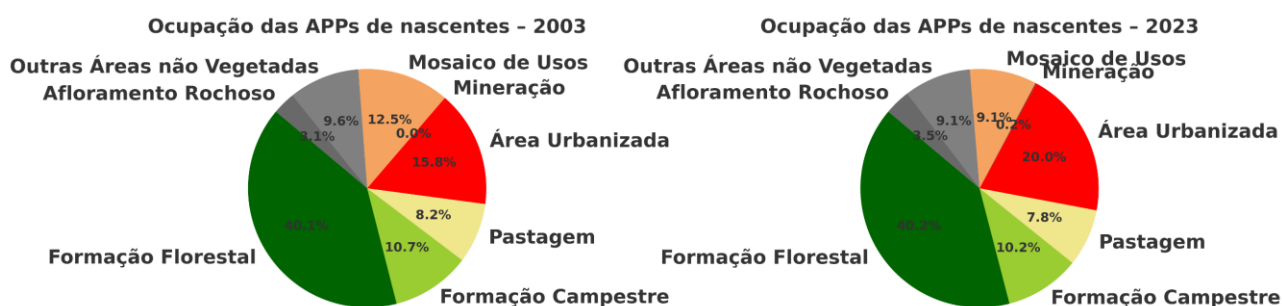 Ocupação das APPs de nascentes – 2003
Mosaico de Usos
Outras Áreas não Vegetadas
Mineração
Afloramento Rochoso
9.6%
12.5%
0.0%
3.1%
Área Urbanizada
15.8%
8.2%
40.1%
Pastagem
10.7%
Formação Florestal
Formação Campestre
Ocupação das APPs de nascentes – 2023
Mosaico de Usos
Outras Áreas não Vegetadas
Mineração
Afloramento Rochoso
9.1%
9.1%
0.2%
3.5%
Área Urbanizada
20.0%
7.8%
40.2%
Pastagem
10.2%
Formação Florestal
Formação Campestre